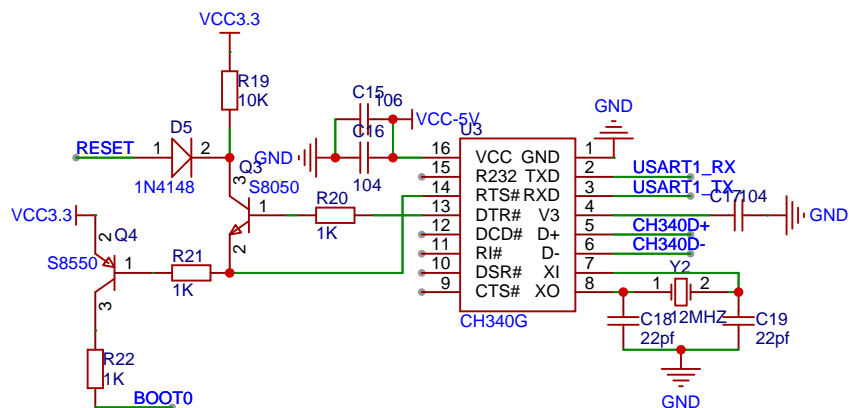 VCC3.3
R19
10K
C15
106
VCC-5V
U3
GND
RESET
D5
1
2
1N4148
Q3
3
S8050
GND
C16
104
16
VCC
GND
1
15
R232
TXD
2
USART1_RX
14
RTS#
RXD
3
USART1_TX
R20
1K
1
13
DTR#
V3
4
C17
104
GND
VCC3.3
2
Q4
S8550
1
3
R21
1K
2
12
DCD#
D+
5
CH340D+
11
RI#
D-
6
CH340D-
10
DSR#
XI
7
Y2
9
CTS#
XO
8
1
2
CH340G
C18
22pf
12MHZ
C19
22pf
R22
1K
BOOT0
GND